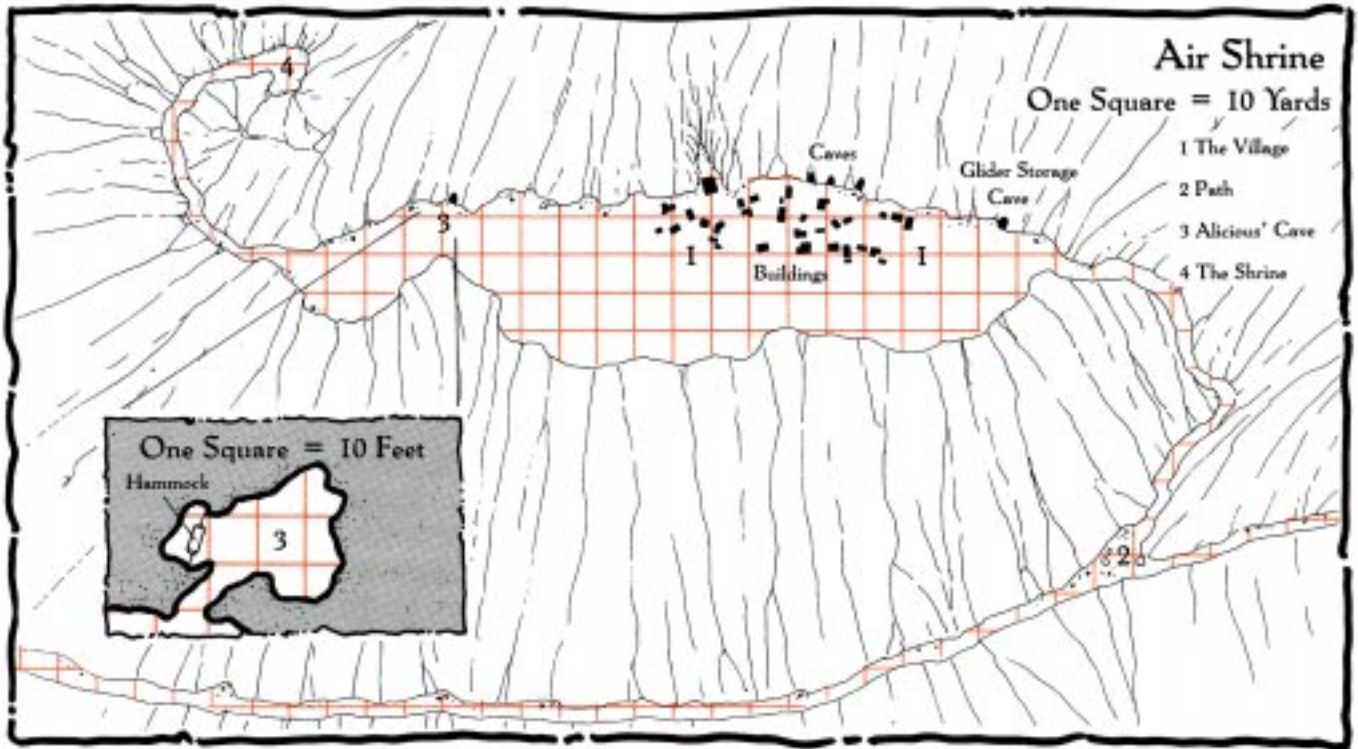 Air Shrine
One Square = 10 Yards
1 The Village
2 Path
3 Alicious' Cave
4 The Shrine
4
Caves
Glider Storage
Cave
3
1
1
Buildings
2
One Square = 10 Feet
Hammock
3